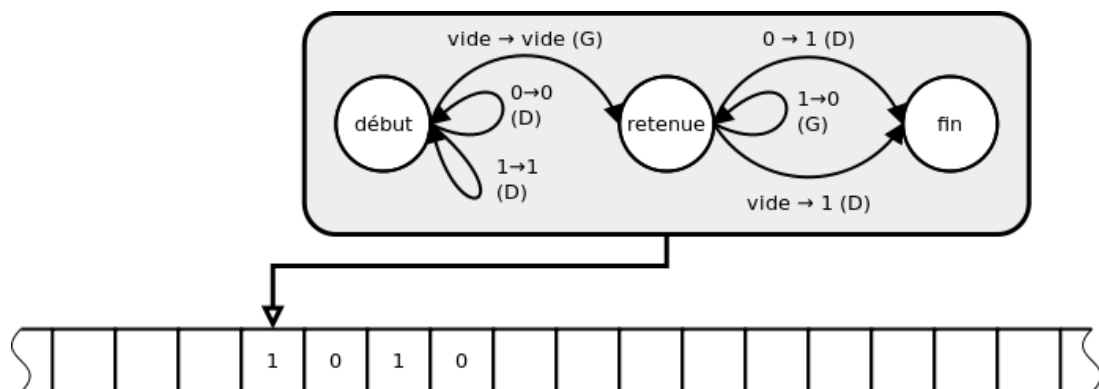 vide → vide (G)
0 → 1 (D)
0→0
(D)
1→0
(G)
début
retenue
fin
1→1
(D)
vide → 1 (D)
1 0 1 0